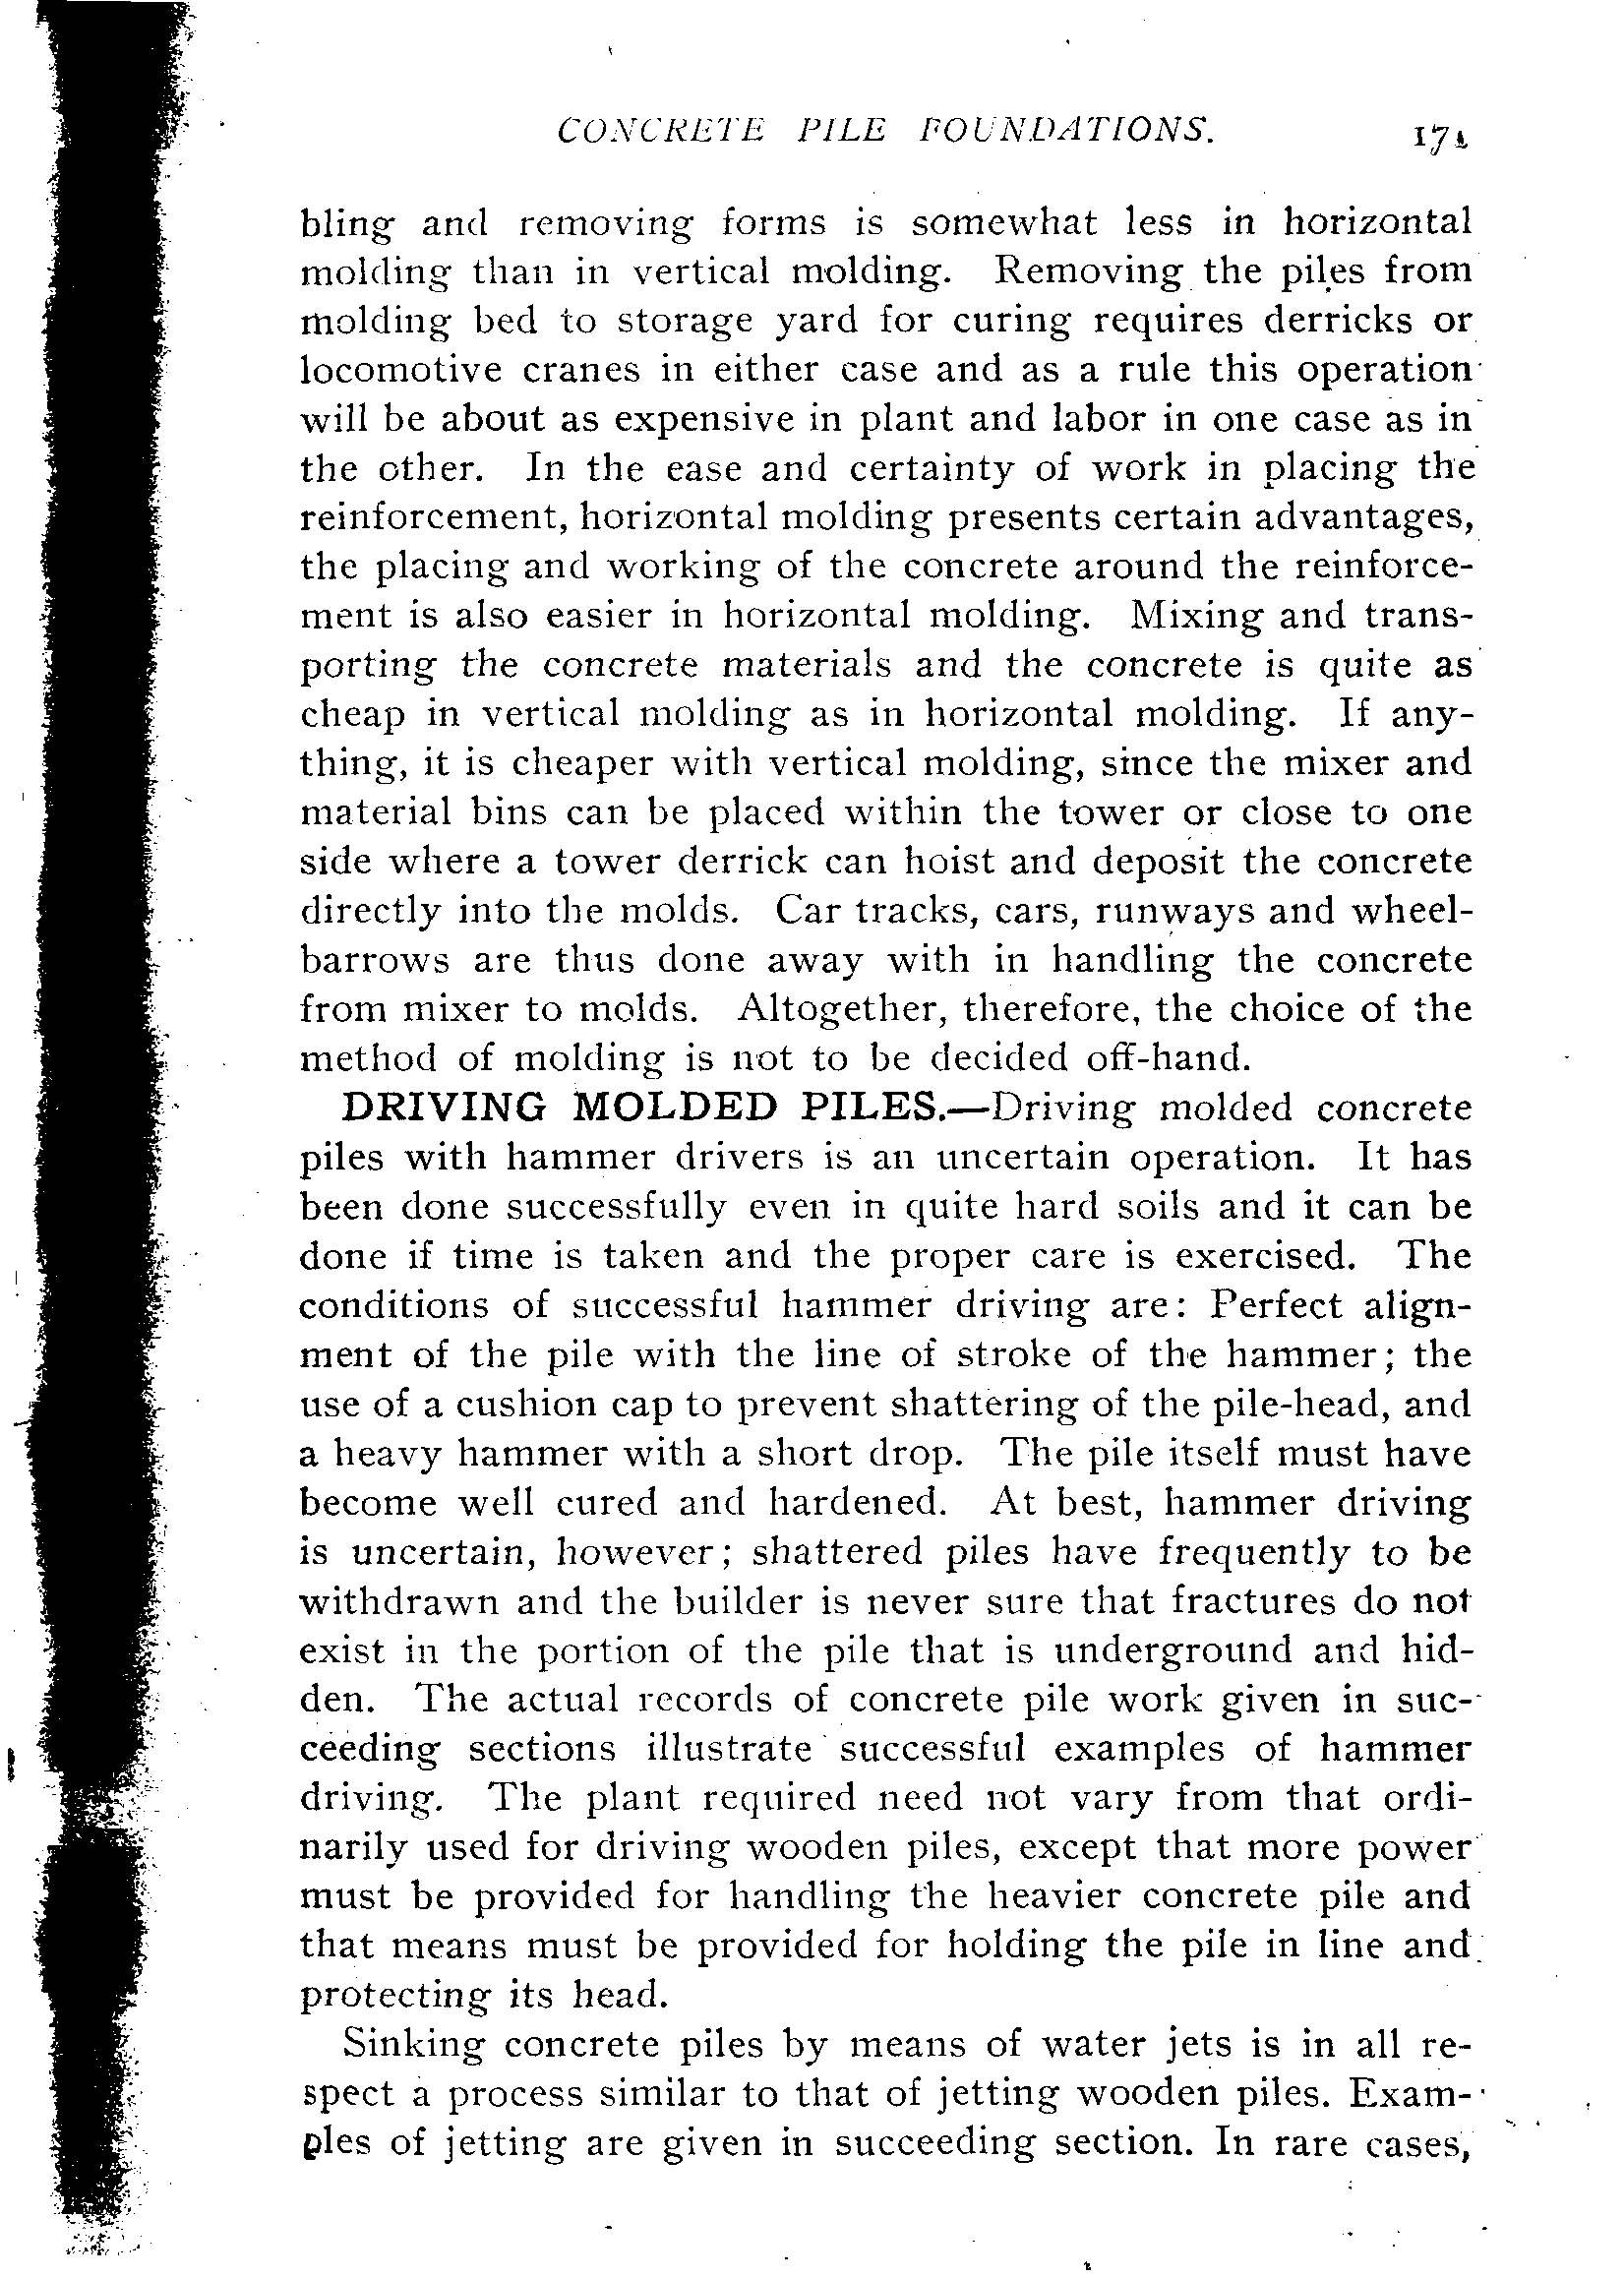 CONCRETE PILE FOUNDATIONS. 171
bling and removing forms is somewhat less in horizontal
molding than in vertical molding. Removing the piles from
molding bed to storage yard for curing requires derricks or
locomotive cranes in either case and as a rule this operation
will be about as expensive in plant and labor in one case as in
the other. In the ease and certainty of work in placing the
reinforcement, horizontal molding presents certain advantages,
the placing and working of the concrete around the reinforce-
ment is also easier in horizontal molding. Mixing and trans-
porting the concrete materials and the concrete is quite as
cheap in vertical molding as in horizontal molding. If any-
thing, it is cheaper with vertical molding, since the mixer and
material bins can be placed within the tower or close to one
side where a tower derrick can hoist and deposit the concrete
directly into the molds. Car tracks, cars, runways and wheel-
barrows are thus done away with in handling the concrete
from mixer to molds. Altogether, therefore, the choice of the
method of molding is not to be decided off-hand.
DRIVING MOLDED PILES.—Driving molded concrete
piles with hammer drivers is an uncertain operation. It has
been done successfully even in quite hard soils and it can be
done if time is taken and the proper care is exercised. The
conditions of successful hammer driving are: Perfect align-
ment of the pile with the line of stroke of the hammer; the
use of a cushion cap to prevent shattering of the pile-head, and
a heavy hammer with a short drop. The pile itself must have
become well cured and hardened. At best, hammer driving
is uncertain, however; shattered piles have frequently to be
withdrawn and the builder is never sure that fractures do not
exist in the portion of the pile that is underground and hid-
den. The actual records of concrete pile work given in suc-
ceeding sections illustrate successful examples of hammer
driving. The plant required need not vary from that ordi-
narily used for driving wooden piles, except that more power
must be provided for handling the heavier concrete pile and
that means must be provided for holding the pile in line and
protecting its head.
Sinking concrete piles by means of water jets is in all re-
spect a process similar to that of jetting wooden piles. Exam-
ples of jetting are given in succeeding section. In rare cases,